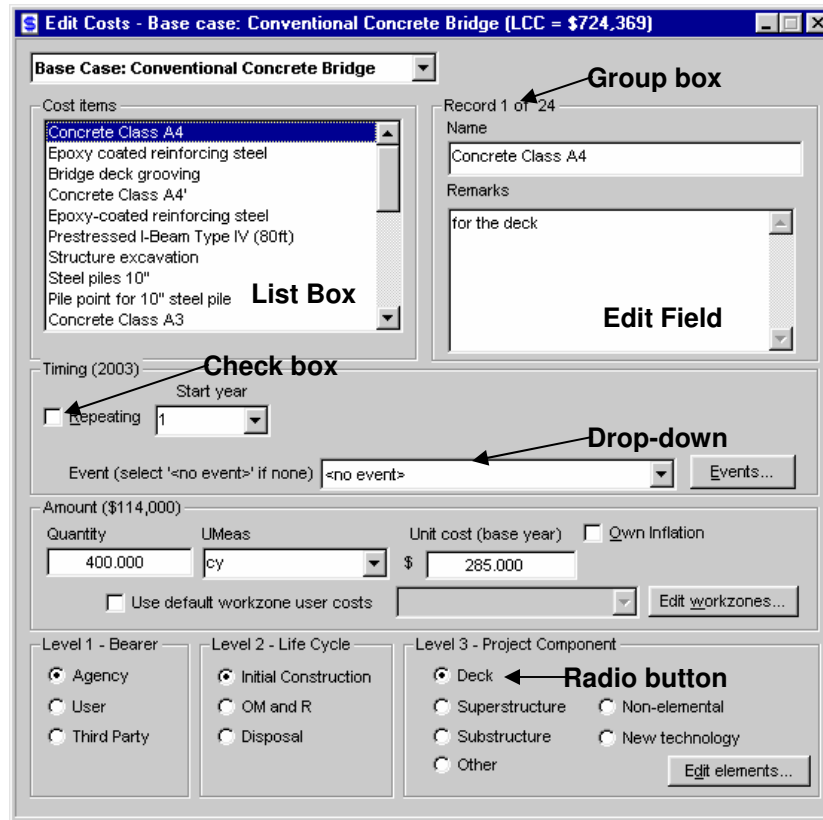 Edit Costs - Base case: Conventional Concrete Bridge (LCC = $724,369)
Base Case: Conventional Concrete Bridge
Group box
Cost items
Concrete Class A4
Epoxy coated reinforcing steel
Bridge deck grooving
Concrete Class A4'
Epoxy-coated reinforcing steel
Prestressed I-Beam Type IV (80ft)
Structure excavation
Steel piles 10"
Pile point for 10" steel pile
Concrete Class A3
List Box
Record 1 of 24
Name
Concrete Class A4
Remarks
for the deck
Edit Field
Timing (2003)
Check box
Start year
Repeating 1
Drop-down
Event (select '<no event>' if none) <no event> Events...
Amount ($114,000)
Quantity UMeas Unit cost (base year) Own Inflation
400.000 cy $ 285.000
Use default workzone user costs Edit workzones...
Level 1 - Bearer
Agency
User
Third Party
Level 2 - Life Cycle
Initial Construction
OM and R
Disposal
Level 3 - Project Component
Deck Radio button
Superstructure Non-elemental
Substructure New technology
Other Edit elements...